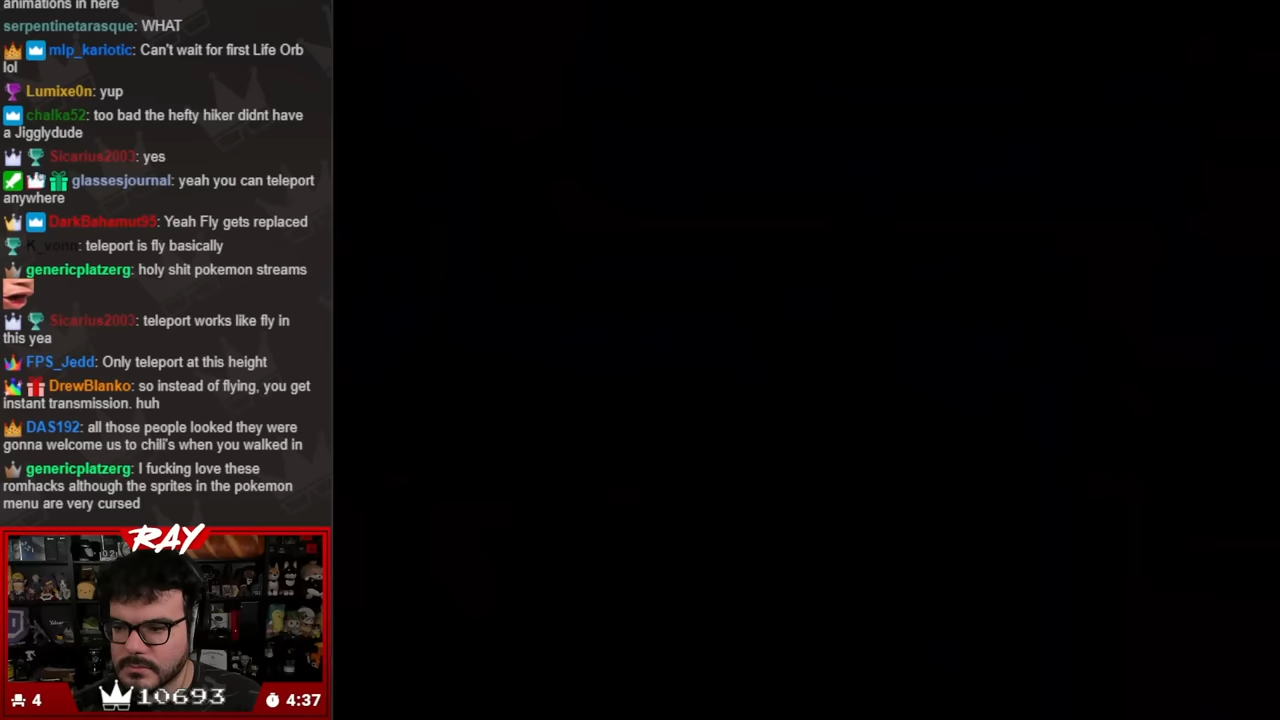 animations in here
serpentinetarasque: WHAT
mlp_kariotic: Can't wait for first Life Orb
lol
Lumixe0n: yup
chalka52: too bad the hefty hiker didnt have
a Jigglydude
Sicarius2003: yes
glassesjournal: yeah you can teleport
anywhere
DarkBahamut95: Yeah Fly gets replaced
K_vonn: teleport is fly basically
genericplatzerg: holy shit pokemon streams
Sicarius2003: teleport works like fly in
this yea
FPS_Jedd: Only teleport at this height
DrewBlanko: so instead of flying, you get
instant transmission. huh
DAS192: all those people looked they were
gonna welcome us to chili's when you walked in
genericplatzerg: I fucking love these
romhacks although the sprites in the pokemon
menu are very cursed
RAY
4
10693
4:37